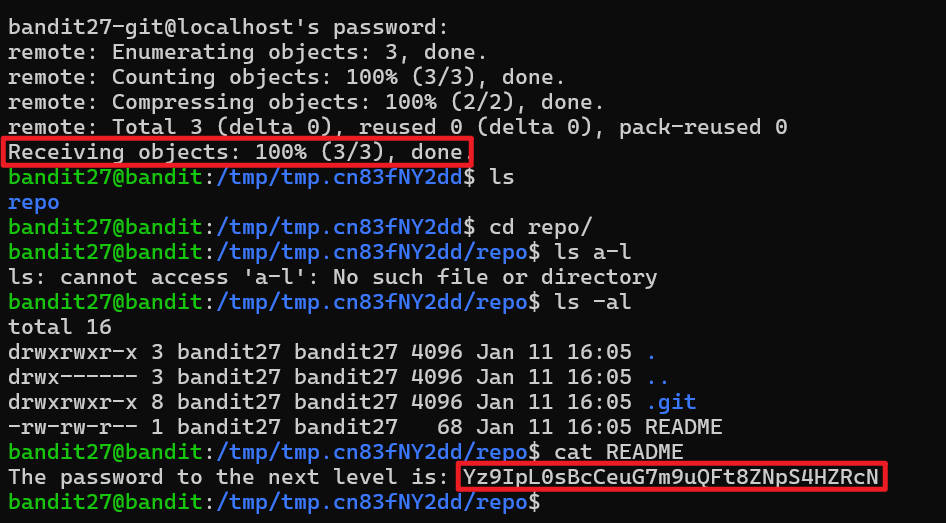 bandit27-git@localhost's password:
remote: Enumerating objects: 3, done.
remote: Counting objects: 100% (3/3), done.
remote: Compressing objects: 100% (2/2), done.
remote: Total 3 (delta 0), reused 0 (delta 0), pack-reused 0
Receiving objects: 100% (3/3), done.
bandit27@bandit:/tmp/tmp.cn83fNY2dd$ ls
repo
bandit27@bandit:/tmp/tmp.cn83fNY2dd$ cd repo/
bandit27@bandit:/tmp/tmp.cn83fNY2dd/repo$ ls a-l
ls: cannot access 'a-l': No such file or directory
bandit27@bandit:/tmp/tmp.cn83fNY2dd/repo$ ls -al
total 16
drwxrwxr-x 3 bandit27 bandit27 4096 Jan 11 16:05 .
drwx------ 3 bandit27 bandit27 4096 Jan 11 16:05 ..
drwxrwxr-x 8 bandit27 bandit27 4096 Jan 11 16:05 .git
-rw-rw-r-- 1 bandit27 bandit27   68 Jan 11 16:05 README
bandit27@bandit:/tmp/tmp.cn83fNY2dd/repo$ cat README
The password to the next level is: Yz9IpL0sBcCeuG7m9uQFt8ZNpS4HZRcN
bandit27@bandit:/tmp/tmp.cn83fNY2dd/repo$